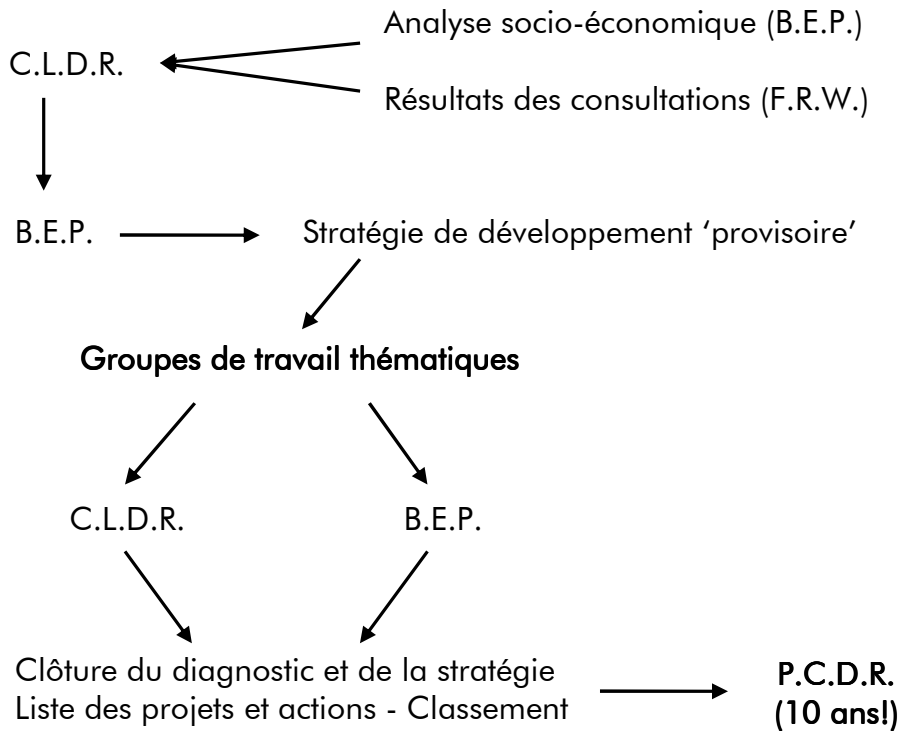 Analyse socio-économique (B.E.P.)
C.L.D.R.
Résultats des consultations (F.R.W.)
B.E.P.
Stratégie de développement ‘provisoire’
Groupes de travail thématiques
C.L.D.R.
B.E.P.
Clôture du diagnostic et de la stratégie
Liste des projets et actions - Classement
P.C.D.R.
(10 ans!)